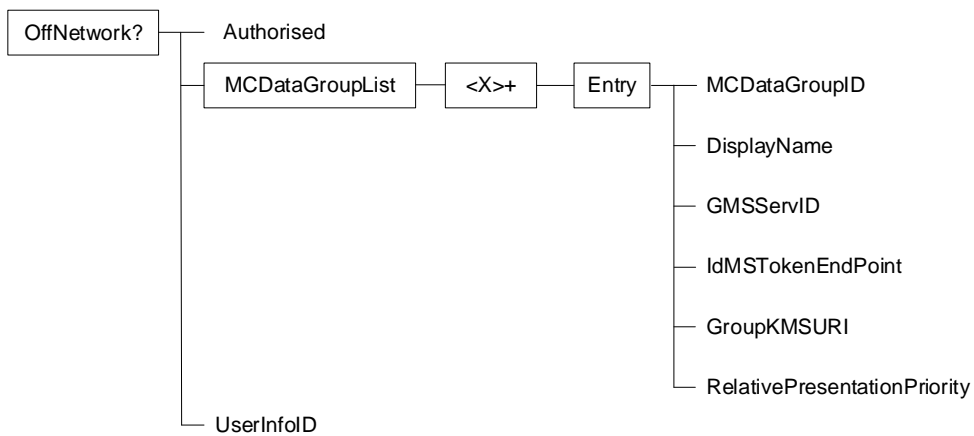 OffNetwork?
Authorised
MCDataGroupList
<X>+
Entry
MCDataGroupID
DisplayName
GMSServID
IdMSTokenEndPoint
GroupKMSURI
RelativePresentationPriority
UserInfoID